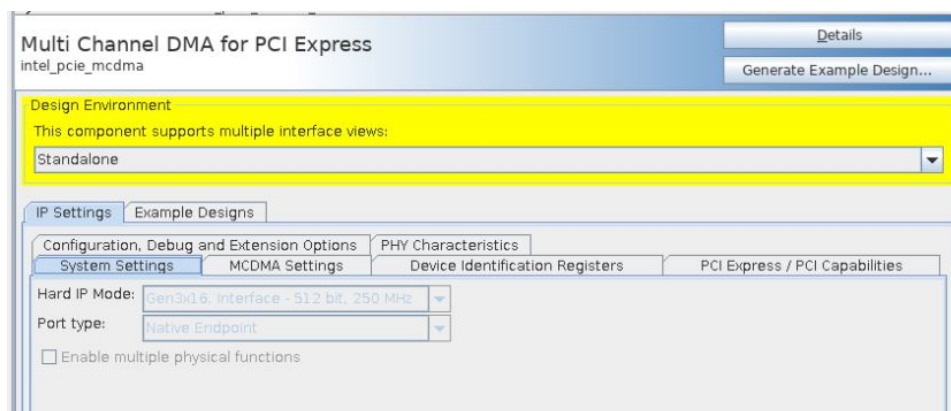 Multi Channel DMA for PCI Express
intel_pcie_mcdma
Details
Generate Example Design...
Design Environment
This component supports multiple interface views:
Standalone
IP Settings
Example Designs
Configuration, Debug and Extension Options
PHY Characteristics
System Settings
MCDMA Settings
Device Identification Registers
PCI Express / PCI Capabilities
Hard IP Mode: Gen3x16, Interface - 512 bit, 250 MHz
Port type: Native Endpoint
Enable multiple physical functions